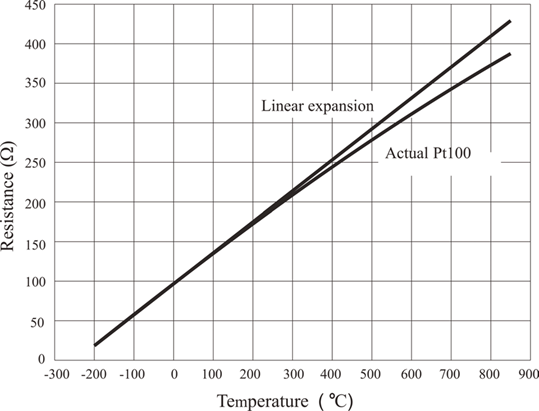 450
400
350
300
250
200
150
100
50
0
Resistance (Ω)
Linear expansion
Actual Pt100
-300 -200 -100 0 100 200 300 400 500 600 700 800 900
Temperature (℃)